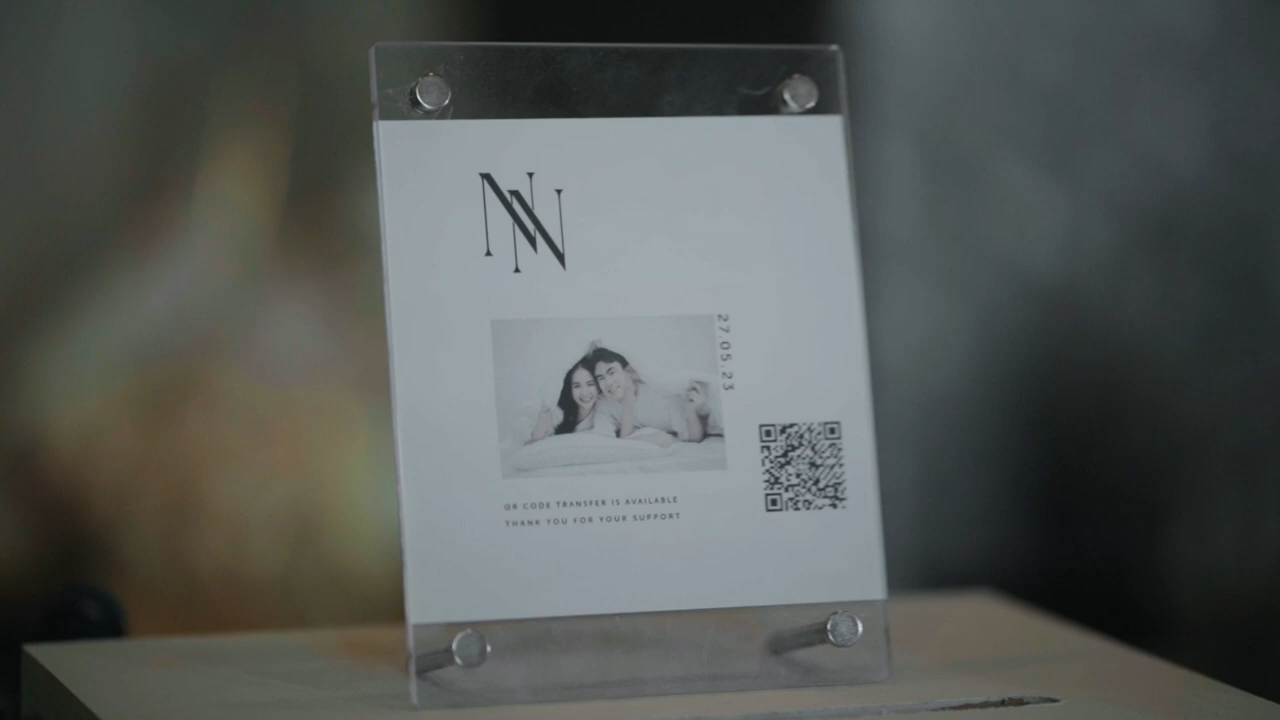 NN
27.05.23
QR CODE TRANSFER IS AVAILABLE
THANK YOU FOR YOUR SUPPORT